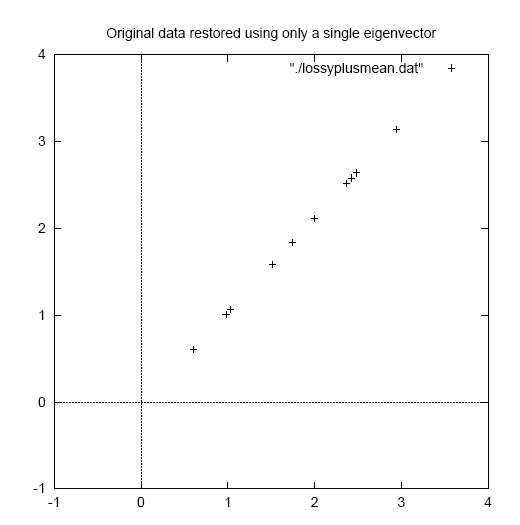 Original data restored using only a single eigenvector
4
"./lossyplusmean.dat"
3
2
1
0
-1
-1 0 1 2 3 4